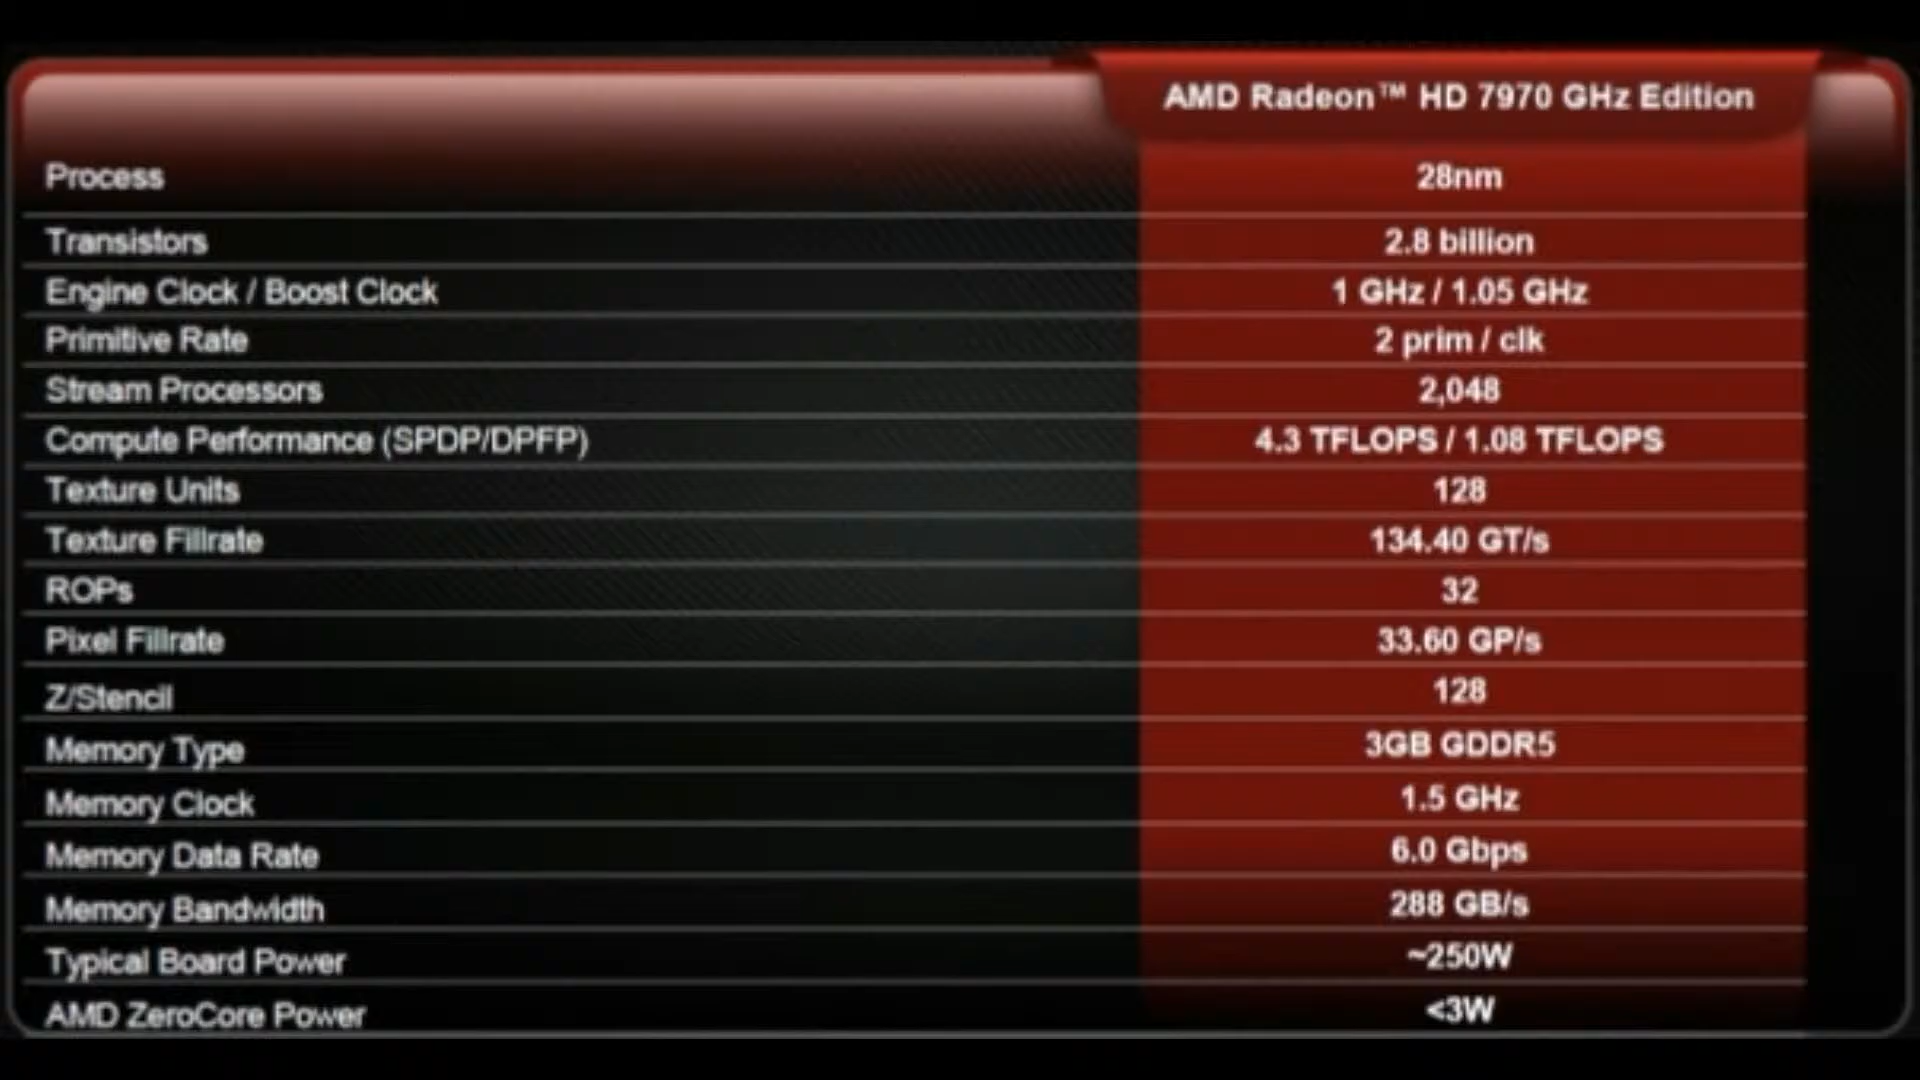 AMD Radeon™ HD 7970 GHz Edition
Process 28nm
Transistors 2.8 billion
Engine Clock / Boost Clock 1 GHz / 1.05 GHz
Primitive Rate 2 prim / clk
Stream Processors 2,048
Compute Performance (SPDP/DPFP) 4.3 TFLOPS / 1.08 TFLOPS
Texture Units 128
Texture Fillrate 134.40 GT/s
ROPs 32
Pixel Fillrate 33.60 GP/s
Z/Stencil 128
Memory Type 3GB GDDR5
Memory Clock 1.5 GHz
Memory Data Rate 6.0 Gbps
Memory Bandwidth 288 GB/s
Typical Board Power ~250W
AMD ZeroCore Power <3W